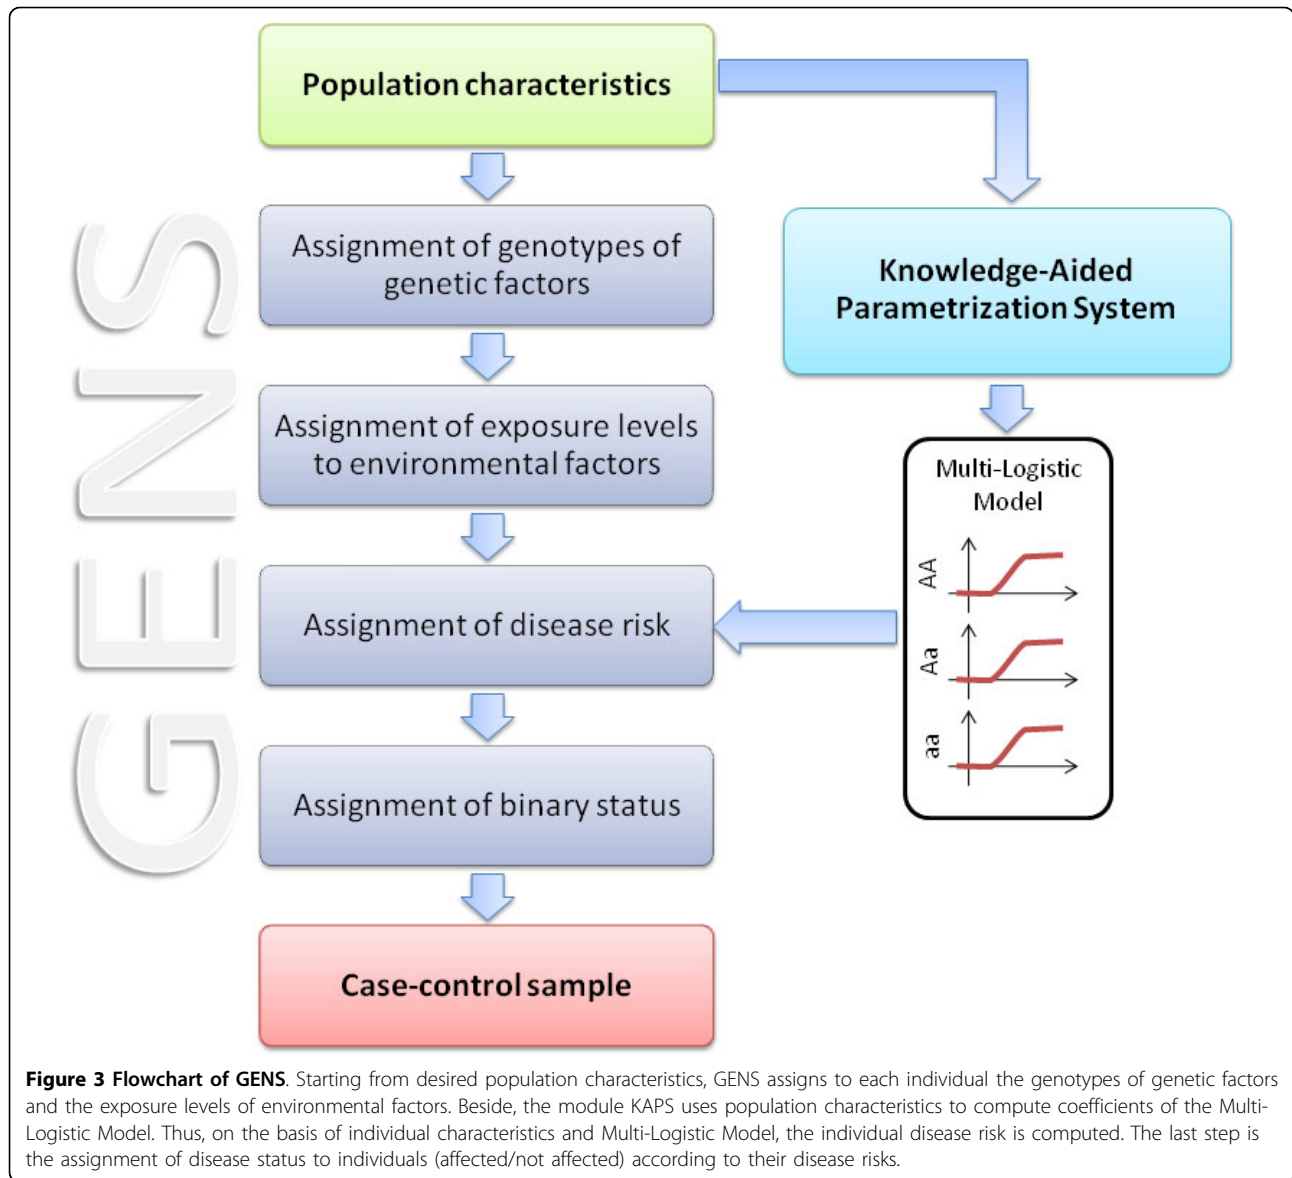 GENS
Population characteristics
Assignment of genotypes of
genetic factors
Assignment of exposure levels
to environmental factors
Assignment of disease risk
Assignment of binary status
Case-control sample
Knowledge-Aided
Parametrization System
Multi-Logistic
Model
AA
Aa
aa
Figure 3 Flowchart of GENS. Starting from desired population characteristics, GENS assigns to each individual the genotypes of genetic factors
and the exposure levels of environmental factors. Beside, the module KAPS uses population characteristics to compute coefficients of the Multi-
Logistic Model. Thus, on the basis of individual characteristics and Multi-Logistic Model, the individual disease risk is computed. The last step is
the assignment of disease status to individuals (affected/not affected) according to their disease risks.